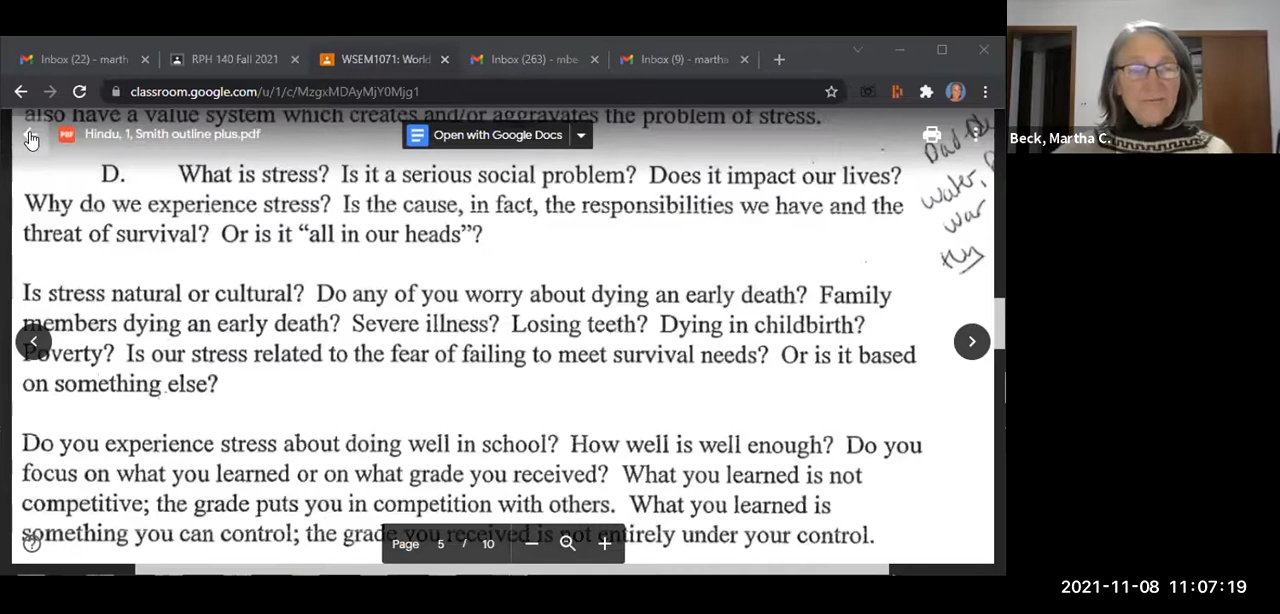 Inbox (22) - marth
RPH 140 Fall 2021
WSEM1071: World
Inbox (263) - mbe
Inbox (9) - martha
classroom.google.com/u/1/c/MzgxMDAyMjY0Mjg1
also have a value system which creates and/or aggravates the problem of stress.
PDF
Hindu, 1, Smith outline plus.pdf
Open with Google Docs
Beck, Martha C.
D. What is stress? Is it a serious social problem? Does it impact our lives?
Why do we experience stress? Is the cause, in fact, the responsibilities we have and the
threat of survival? Or is it “all in our heads”?
Dad
water,
war
Is stress natural or cultural? Do any of you worry about dying an early death? Family
members dying an early death? Severe illness? Losing teeth? Dying in childbirth?
Poverty? Is our stress related to the fear of failing to meet survival needs? Or is it based
on something else?
Do you experience stress about doing well in school? How well is well enough? Do you
focus on what you learned or on what grade you received? What you learned is not
competitive; the grade puts you in competition with others. What you learned is
something you can control; the grade you received is not entirely under your control.
Page 5 / 10
2021-11-08 11:07:19